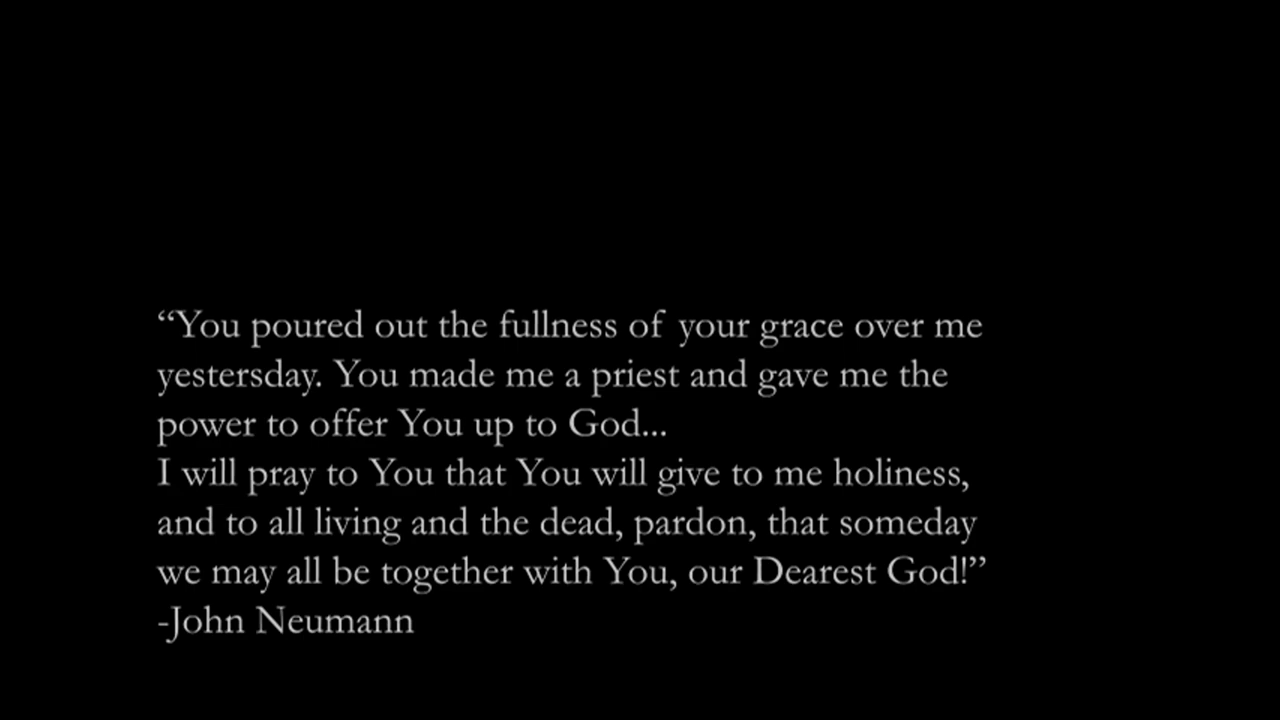 “You poured out the fullness of your grace over me
yesterday. You made me a priest and gave me the
power to offer You up to God...
I will pray to You that You will give to me holiness,
and to all living and the dead, pardon, that someday
we may all be together with You, our Dearest God!”
-John Neumann